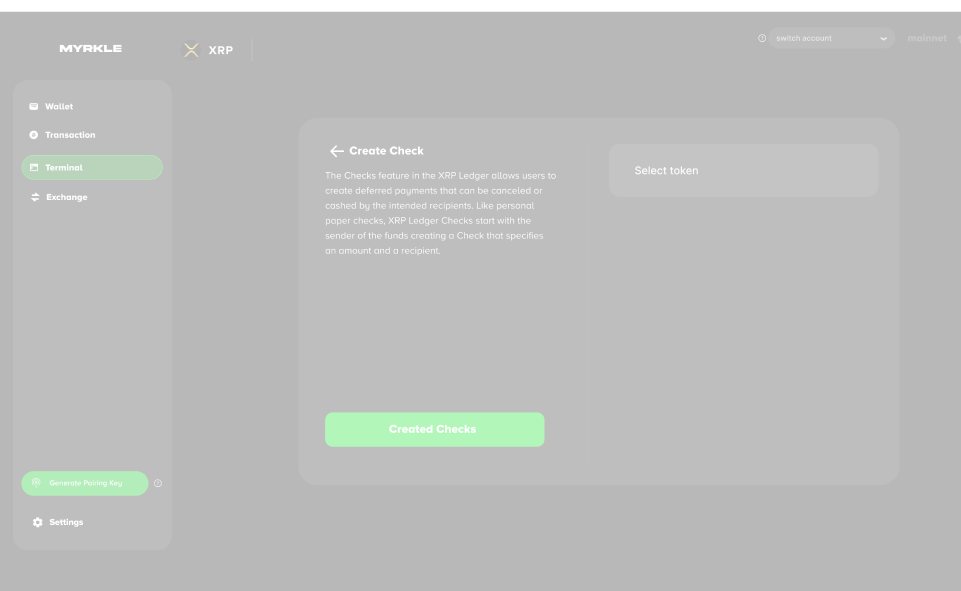 MYRKLE
XRP
switch account
mainnet
Wallet
Transaction
Terminal
Exchange
Create Check
The Checks feature in the XRP Ledger allows users to
create deferred payments that can be canceled or
cashed by the intended recipients. Like personal
paper checks, XRP Ledger Checks start with the
sender of the funds creating a Check that specifies
an amount and a recipient.
Select token
Created Checks
Generate Pairing Key
Settings